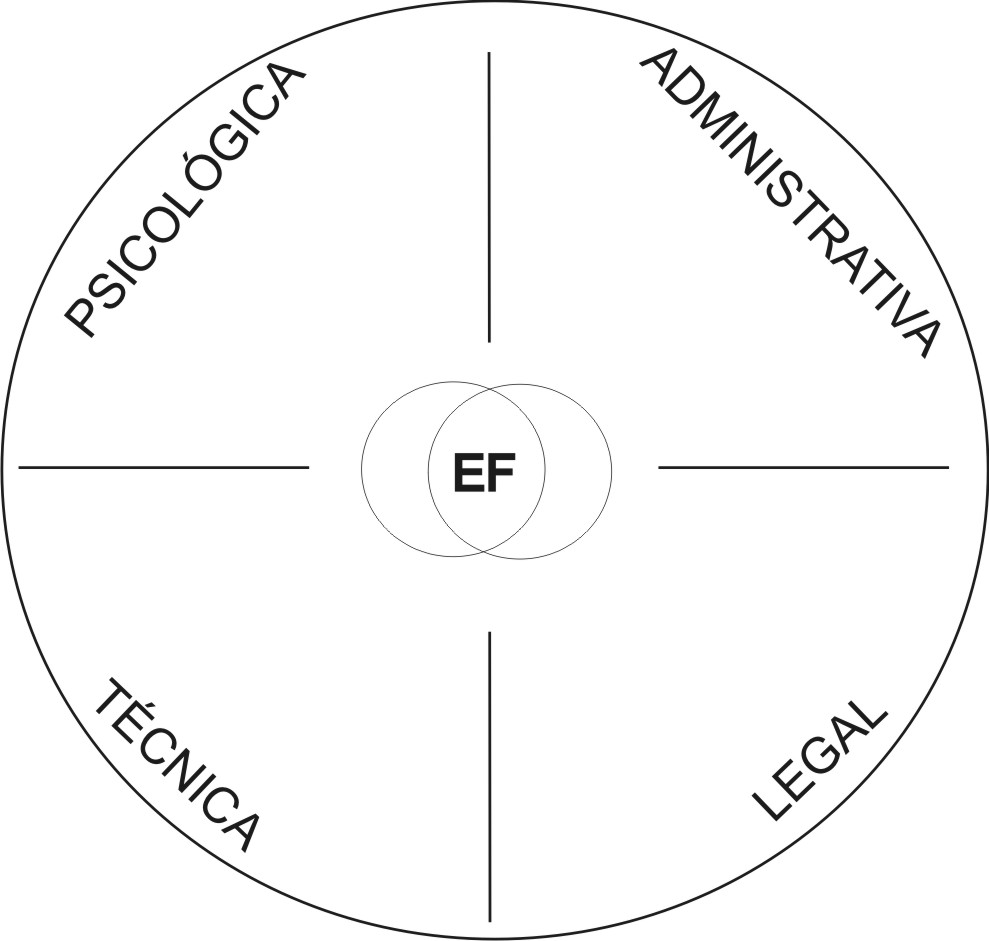 PSICOLÓGICA
ADMINISTRATIVA
EF
TÉCNICA
LEGAL